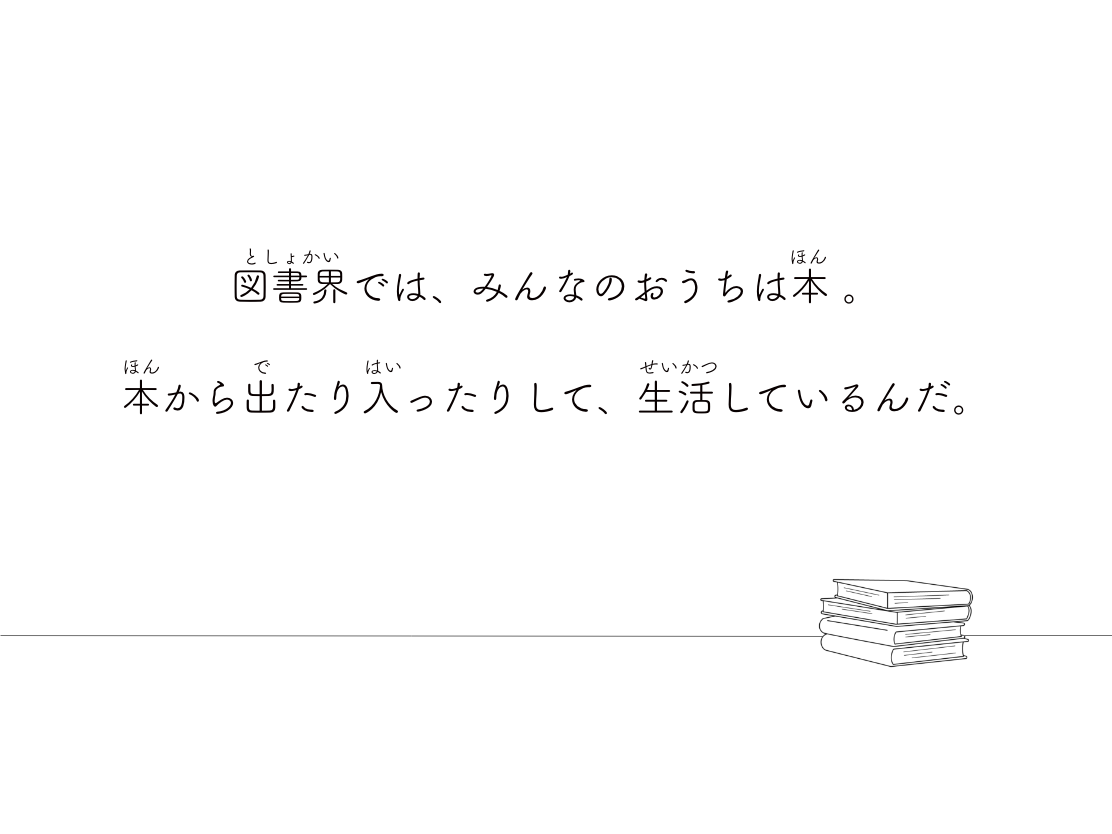 としょかい ほん
図書界では、みんなのおうちは本。
ほん で はい せいかつ
本から出たり入ったりして、生活しているんだ。